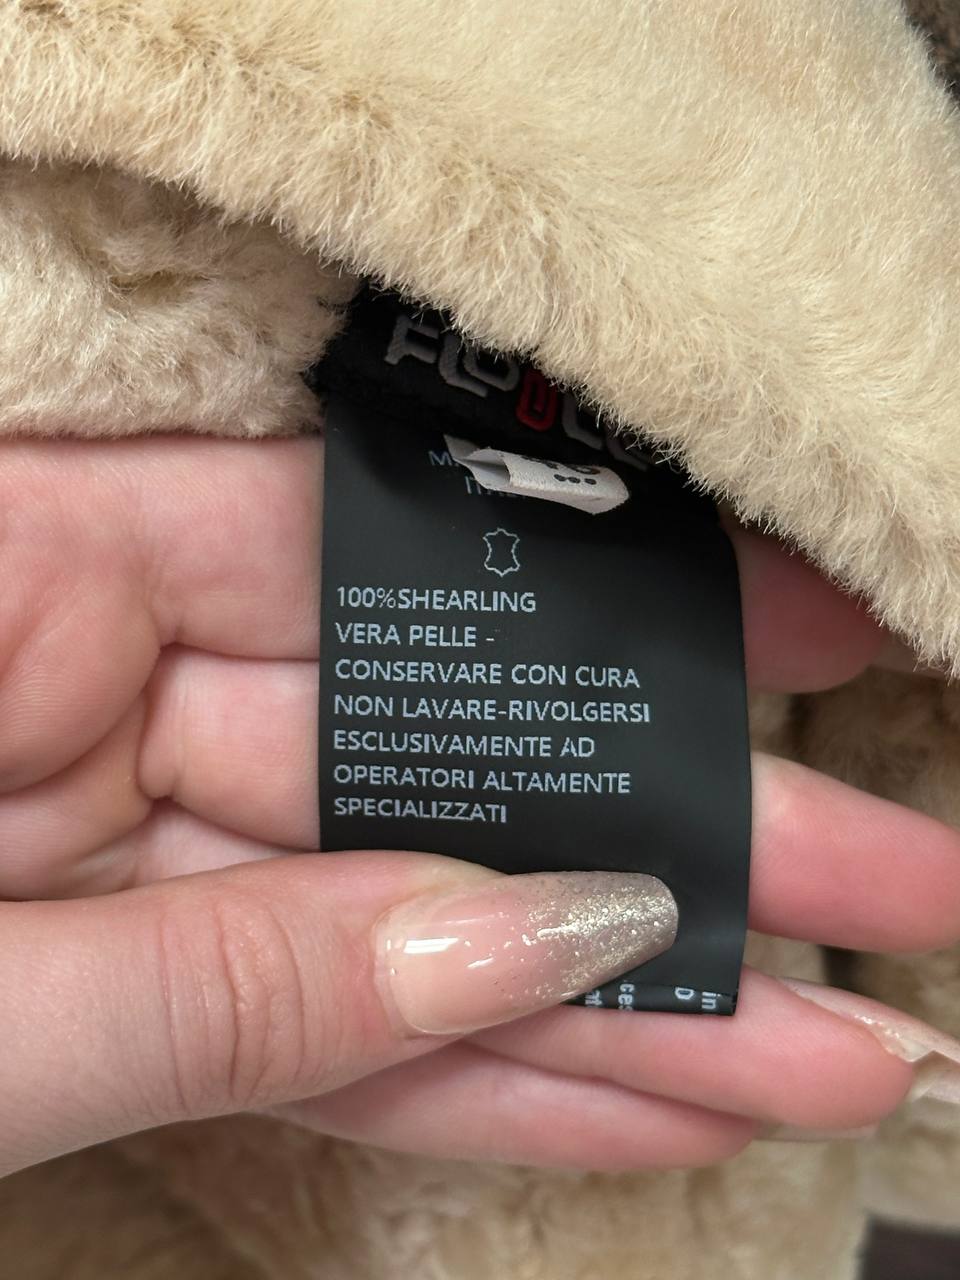 100%SHEARLING
VERA PELLE -
CONSERVARE CON CURA
NON LAVARE-RIVOLGERSI
ESCLUSIVAMENTE AD
OPERATORI ALTAMENTE
SPECIALIZZATI